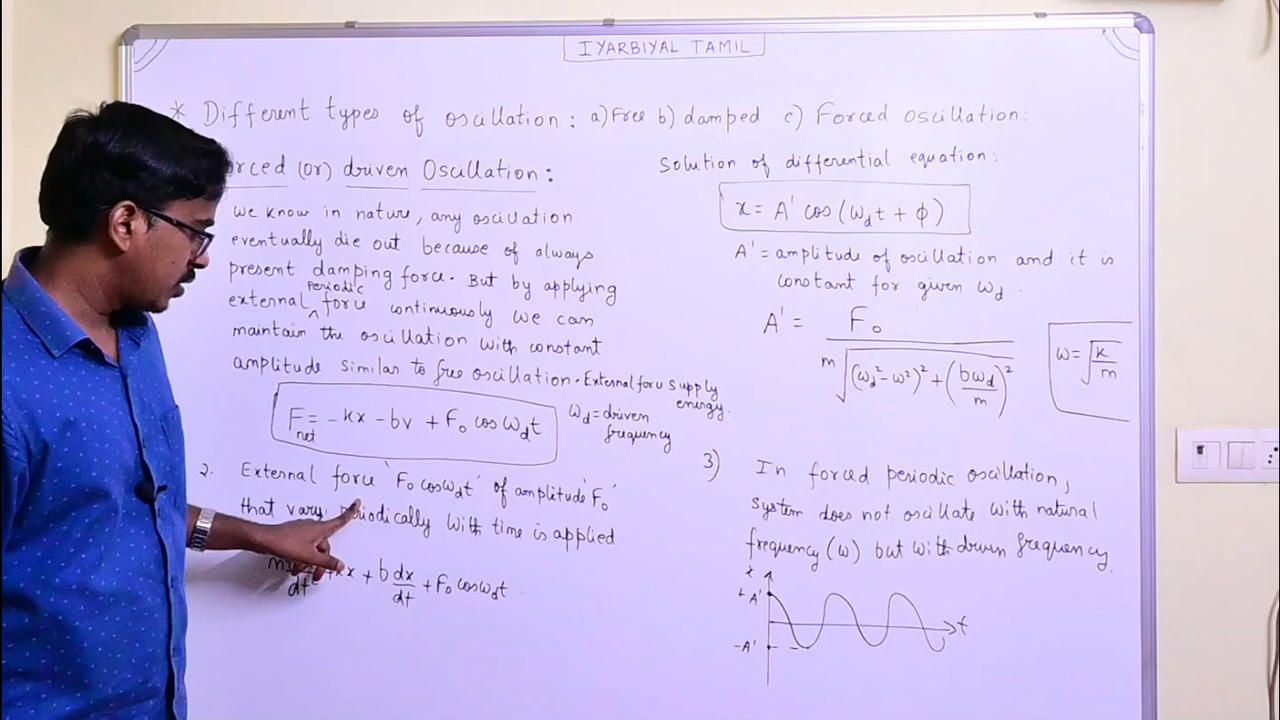 IYARBIYAL TAMIL
* Different types of oscillation: a) Free b) damped c) Forced oscillation:
orced (or) driven Oscillation:
We know in nature, any oscillation
eventually die out because of always
present damping force. But by applying
periodic
external ^ force continuously we can
maintain the oscillation with constant
amplitude similar to free oscillation. External force supply
energy.
F_net = -kx - bv + F₀ cos ω_d t
ω_d = driven
frequency
2. External force 'F₀ cosω_d t' of amplitude 'F₀'
that vary periodically with time is applied
+ kx + b dx/dt + F₀ cosω_d t
Solution of differential equation:
x = A' cos (ω_d t + φ)
A' = amplitude of oscillation and it is
constant for given ω_d.
A' = F₀ / m√((ω_d² - ω²)² + (bω_d/m)²)
ω = √(k/m)
3) In forced periodic oscillation,
System does not oscillate with natural
frequency (ω) but with driven frequency.
x
+A'
t
-A'